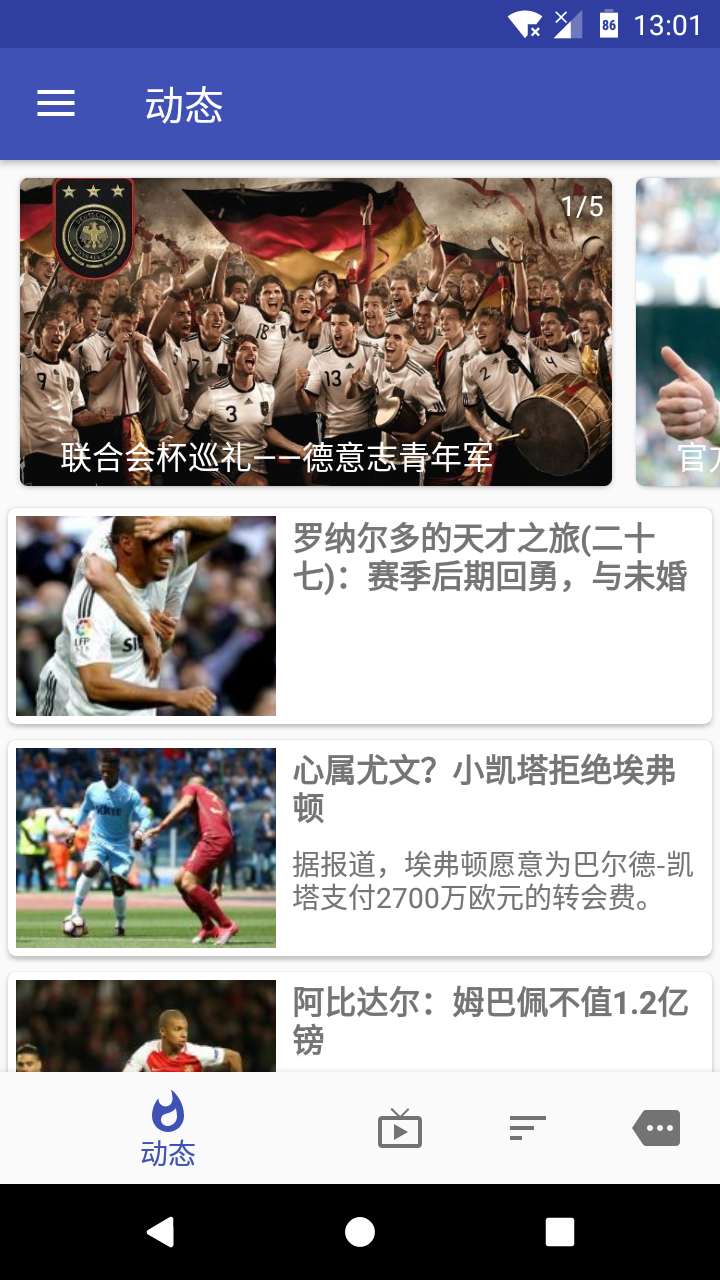 86 13:01
动态
1/5
联合会杯巡礼——德意志青年军
官方
罗纳尔多的天才之旅(二十
七)：赛季后期回勇，与未婚
心属尤文？小凯塔拒绝埃弗
顿
据报道，埃弗顿愿意为巴尔德-凯
塔支付2700万欧元的转会费。
阿比达尔：姆巴佩不值1.2亿
镑
动态